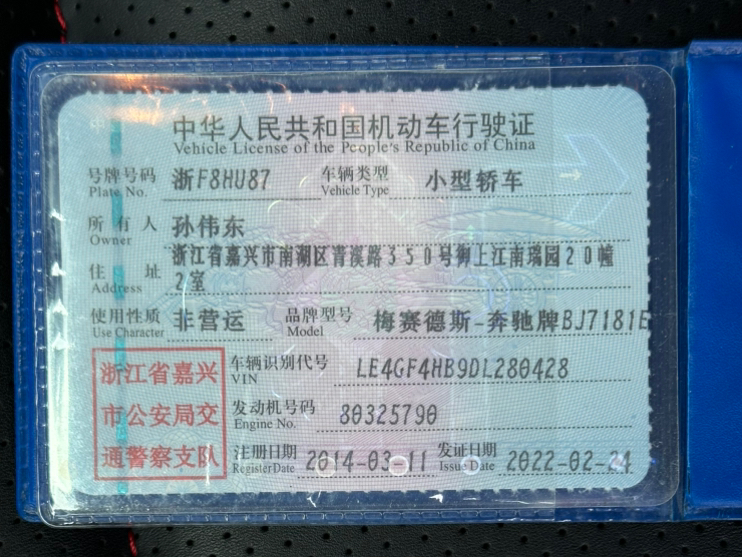 中华人民共和国机动车行驶证
Vehicle License of the People's Republic of China
号牌号码 浙F8HU87 车辆类型 小型轿车
Plate No. Vehicle Type
所有人 孙伟东
Owner
浙江省嘉兴市南湖区青溪路350号御上江南瑞园20幢
住址 2室
Address
使用性质 非营运 品牌型号 梅赛德斯-奔驰牌BJ7181E
Use Character Model
浙江省嘉兴 车辆识别代号 LE4GF4HB9DL280428
VIN
市公安局交 发动机号码 80325790
Engine No.
通警察支队 注册日期 2014-03-11 发证日期 2022-02-24
Register Date Issue Date